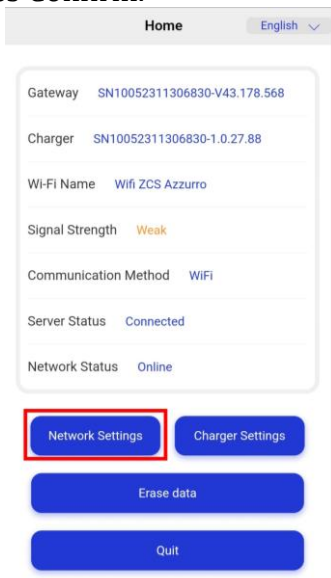 Home English
Gateway SN10052311306830-V43.178.568
Charger SN10052311306830-1.0.27.88
Wi-Fi Name Wifi ZCS Azzurro
Signal Strength Weak
Communication Method WiFi
Server Status Connected
Network Status Online
Network Settings Charger Settings
Erase data
Quit